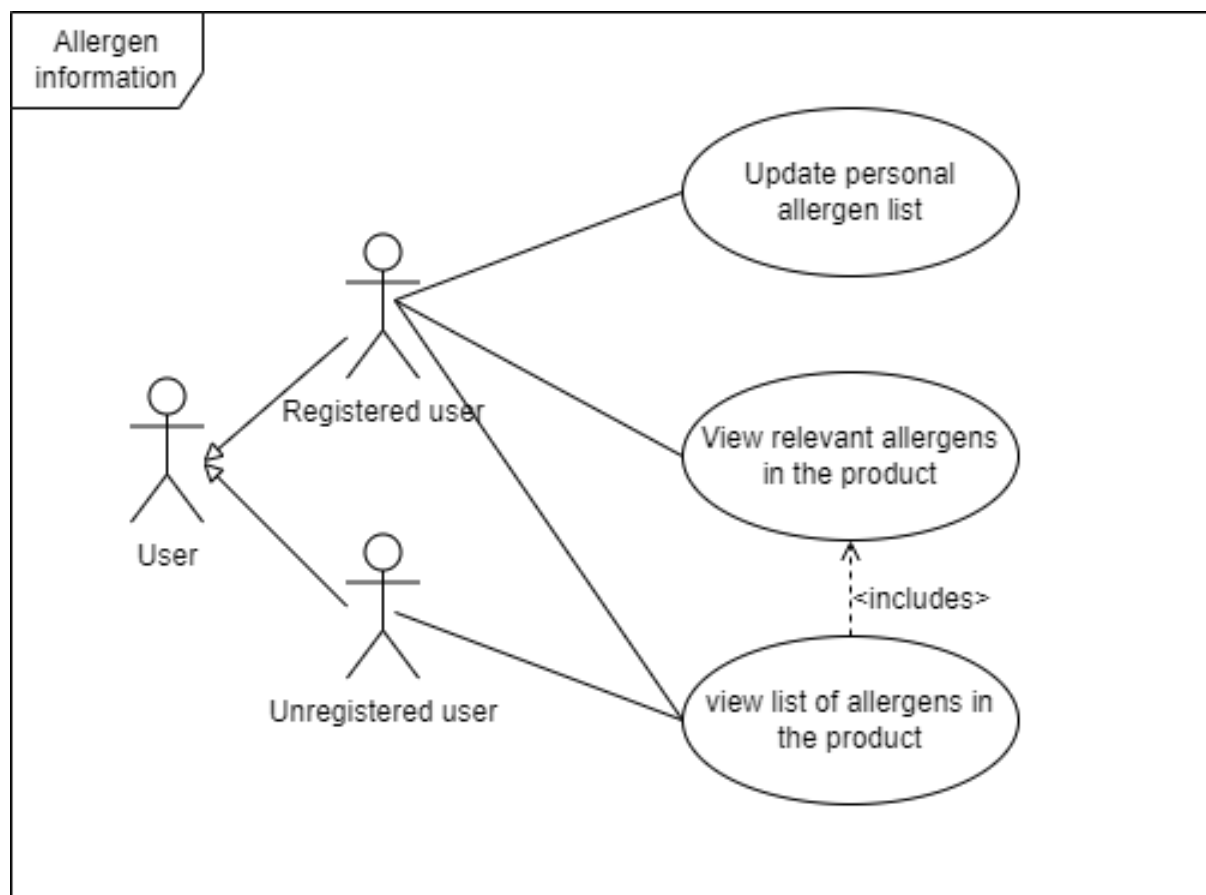 Allergen
information
Update personal
allergen list
Registered user
View relevant allergens
in the product
User
<includes>
Unregistered user
view list of allergens in
the product